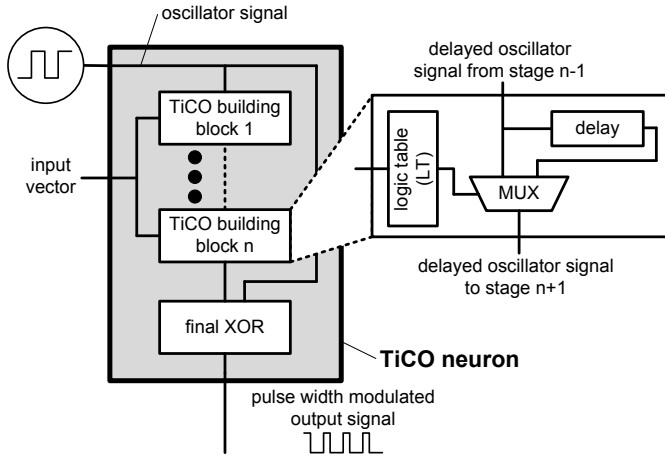 oscillator signal
delayed oscillator
signal from stage n-1
TiCO building
block 1
input
vector
TiCO building
block n
final XOR
logic table
(LT)
delay
MUX
delayed oscillator signal
to stage n+1
TiCO neuron
pulse width modulated
output signal